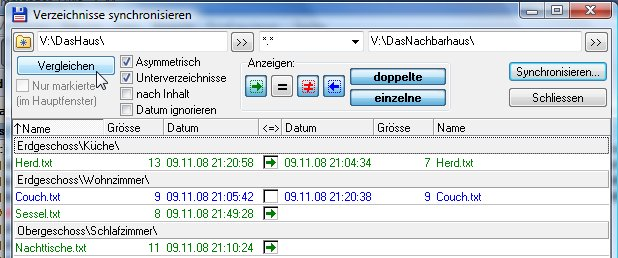 Verzeichnisse synchronisieren
V:\DasHaus\ >> *.* V:\DasNachbarhaus\ >>
Vergleichen
Nur markierte
(im Hauptfenster)
Asymmetrisch
Unterverzeichnisse
nach Inhalt
Datum ignorieren
Anzeigen:
doppelte
einzelne
Synchronisieren...
Schliessen
↑Name Grösse Datum <=> Datum Grösse Name
Erdgeschoss\Küche\
Herd.txt 13 09.11.08 21:20:58 09.11.08 21:04:34 7 Herd.txt
Erdgeschoss\Wohnzimmer\
Couch.txt 9 09.11.08 21:05:42 09.11.08 21:20:38 9 Couch.txt
Sessel.txt 8 09.11.08 21:49:28
Obergeschoss\Schlafzimmer\
Nachttische.txt 11 09.11.08 21:10:24